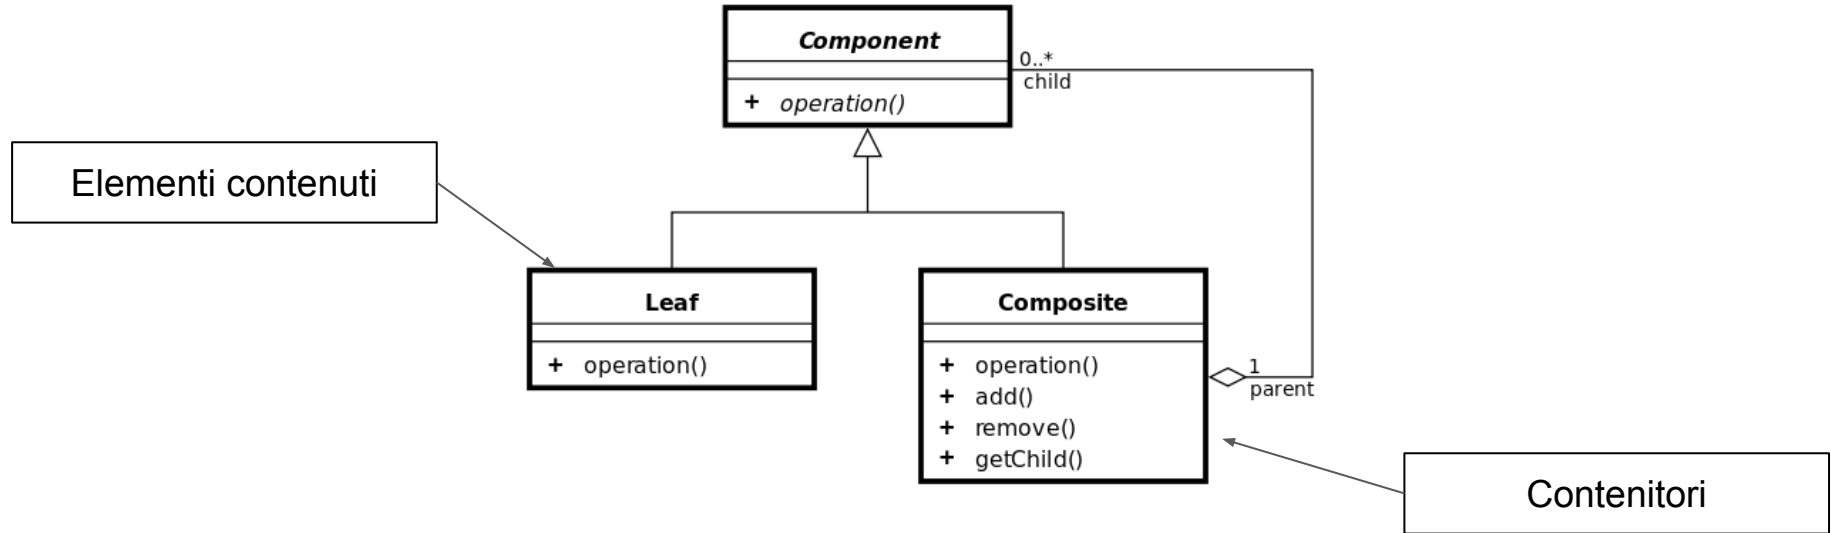 Component
+ operation()
0..*
child
Elementi contenuti
Leaf
+ operation()
Composite
+ operation()
+ add()
+ remove()
+ getChild()
1
parent
Contenitori